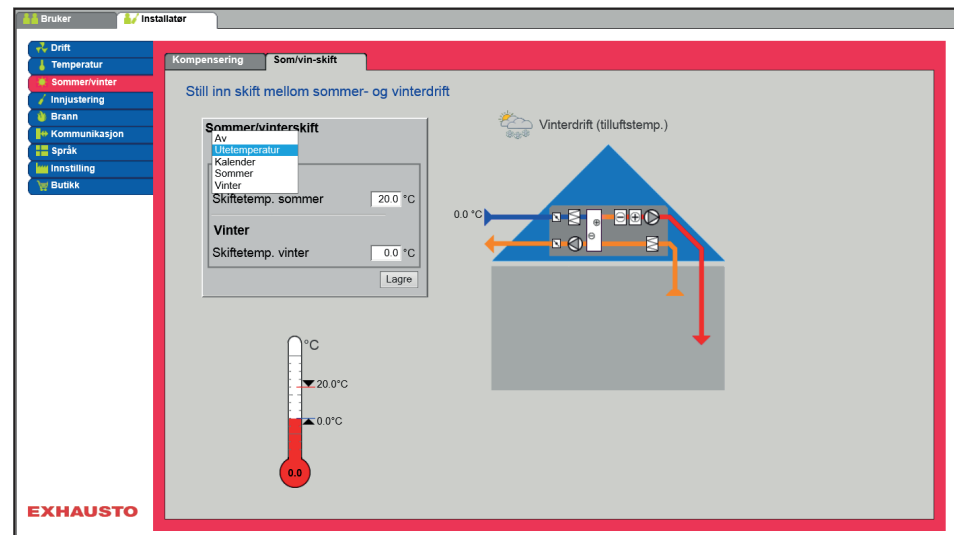 Bruker
Installatør
Drift
Temperatur
Sommer/vinter
Innjustering
Brann
Kommunikasjon
Språk
Innstilling
Butikk
EXHAUSTO
Kompensering
Som/vin-skift
Still inn skift mellom sommer- og vinterdrift
Sommer/vinterskift
Av
Utetemperatur
Kalender
Sommer
Vinter
Skiftetemp. sommer 20.0 °C
Vinter
Skiftetemp. vinter 0.0 °C
Lagre
Vinterdrift (tilluftstemp.)
0.0 °C
°C
20.0°C
0.0°C
0.0